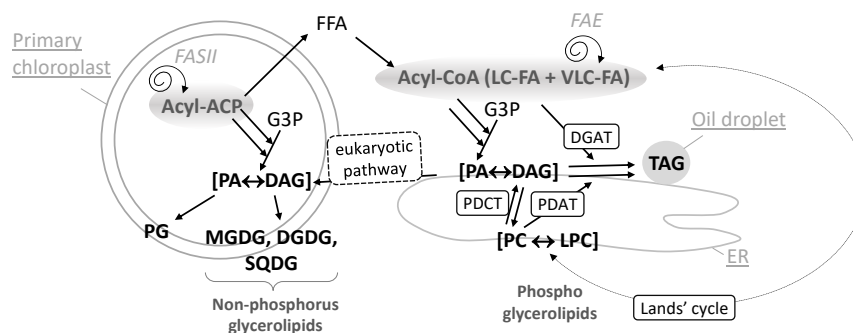 Primary
chloroplast
FASII
FFA
FAE
Acyl-ACP
Acyl-CoA (LC-FA + VLC-FA)
G3P
G3P
DGAT
Oil droplet
TAG
eukaryotic
pathway
[PA↔DAG]
[PA↔DAG]
PDCT
PDAT
PG
MGDG, DGDG,
SQDG
[PC ↔ LPC]
ER
Non-phosphorus
glycerolipids
Phospho
glycerolipids
Lands' cycle